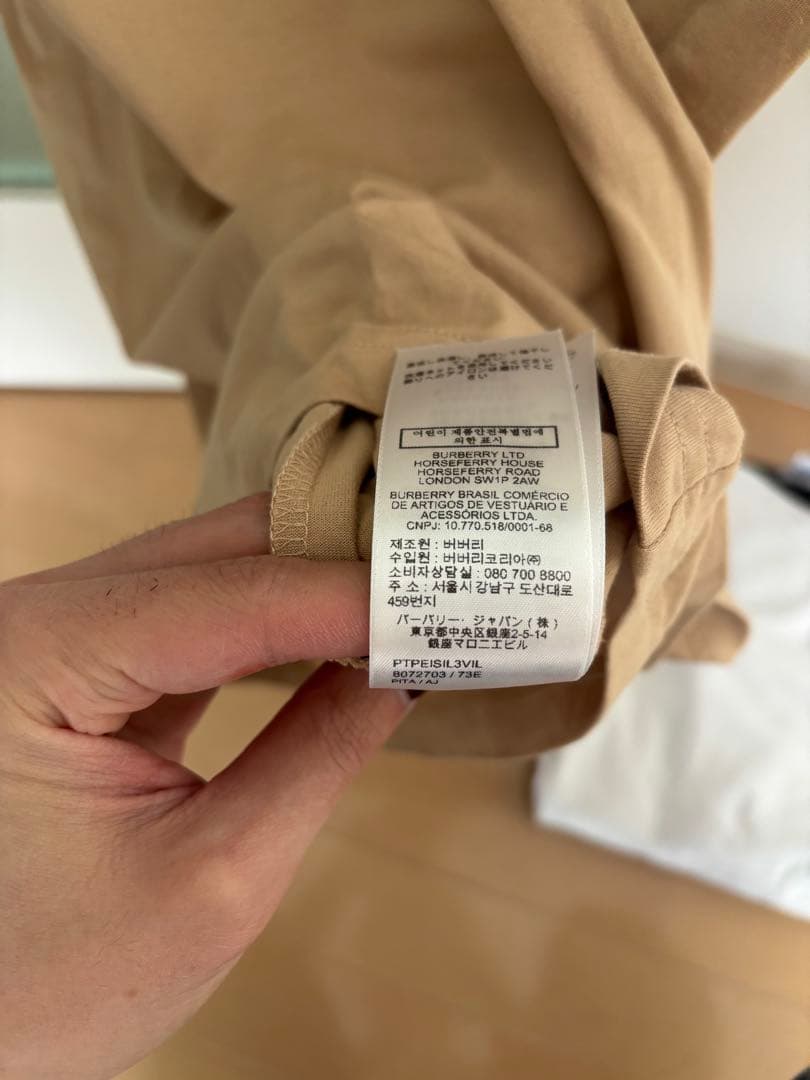 어린이 제품안전특별법에
의한 표시
BURBERRY LTD
HORSEFERRY HOUSE
HORSEFERRY ROAD
LONDON SW1P 2AW
BURBERRY BRASIL COMÉRCIO
DE ARTIGOS DE VESTUÁRIO E
ACESSÓRIOS LTDA.
CNPJ: 10.770.518/0001-68
제조원 : 버버리
수입원 : 버버리코리아㈜
소비자상담실 : 080 700 8800
주 소 : 서울시 강남구 도산대로
459번지
バーバリー・ジャパン(株)
東京都中央区銀座2-5-14
銀座マロニエビル
PTPEISIL3VIL
8072703 / 73E
PITA / AJ